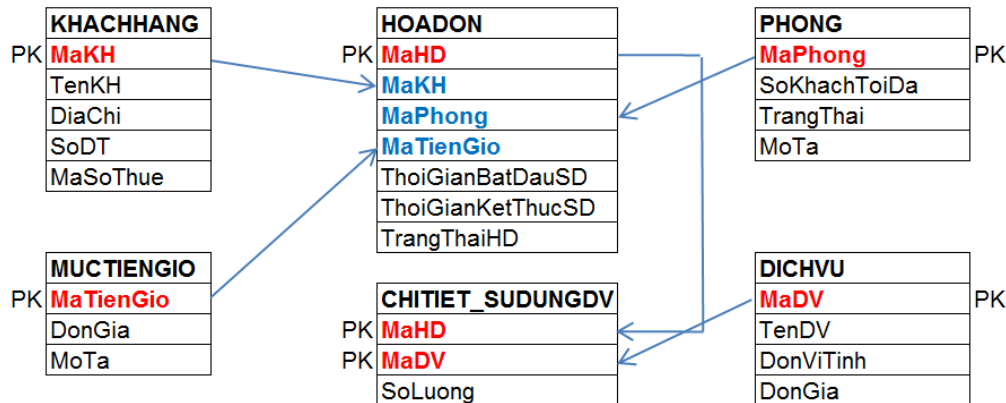 KHACHHANG
PK MaKH
TenKH
DiaChi
SoDT
MaSoThue
HOADON
PK MaHD
MaKH
MaPhong
MaTienGio
ThoiGianBatDauSD
ThoiGianKetThucSD
TrangThaiHD
PHONG
MaPhong PK
SoKhachToiDa
TrangThai
MoTa
MUCTIENGIO
PK MaTienGio
DonGia
MoTa
CHITIET_SUDUNGDV
PK MaHD
PK MaDV
SoLuong
DICHVU
MaDV PK
TenDV
DonViTinh
DonGia